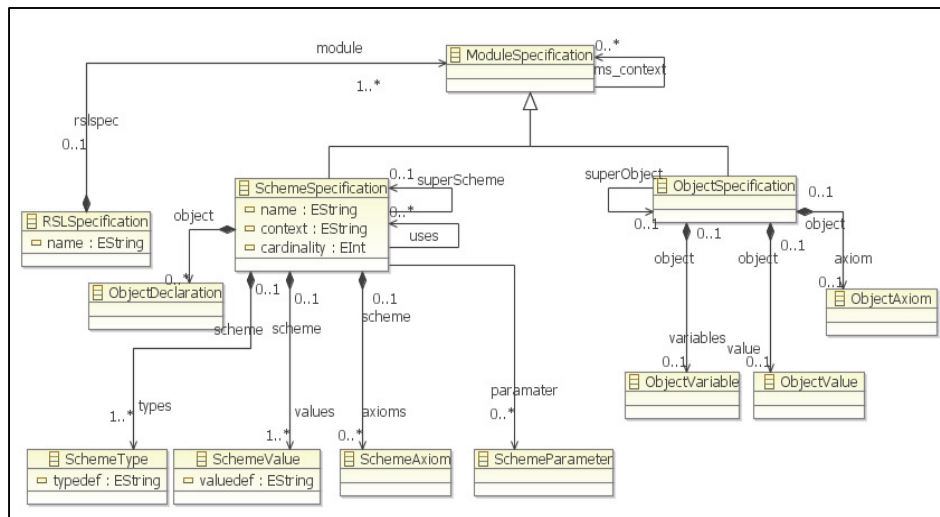 module
0..*
ModuleSpecification
ms_context
1..*
rslspec
0..1
0..1
superScheme
superObject
SchemeSpecification
ObjectSpecification
0..1
RSLSpecification
object
name : EString
0..*
0..1
0..1
object
name : EString
context : EString
uses
0..1
cardinality : EInt
object
object
axiom
0..*
0..1
0..1
0..1
0..1
ObjectDeclaration
ObjectAxiom
scheme
scheme
scheme
variables
value
0..1
0..1
paramater
ObjectVariable
ObjectValue
types
values
axioms
1..*
1..*
0..*
0..*
SchemeType
SchemeValue
SchemeAxiom
SchemeParameter
typedef : EString
valuedef : EString